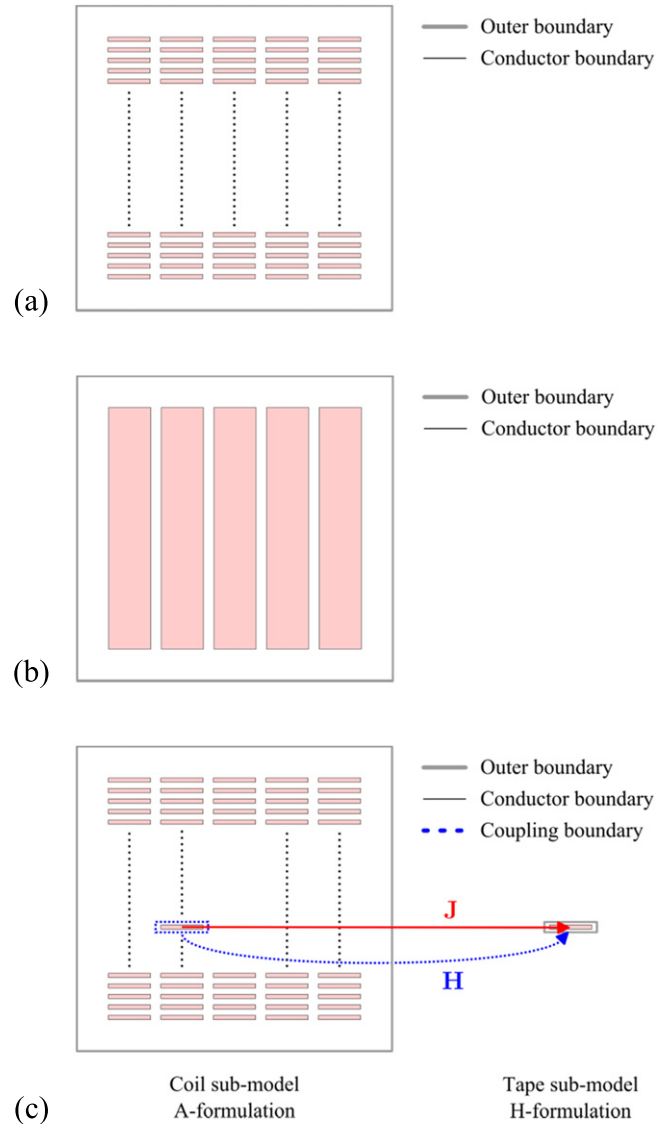 Outer boundary
Conductor boundary
(a)
Outer boundary
Conductor boundary
(b)
Outer boundary
Conductor boundary
Coupling boundary
J
H
Coil sub-model
A-formulation
Tape sub-model
H-formulation
(c)